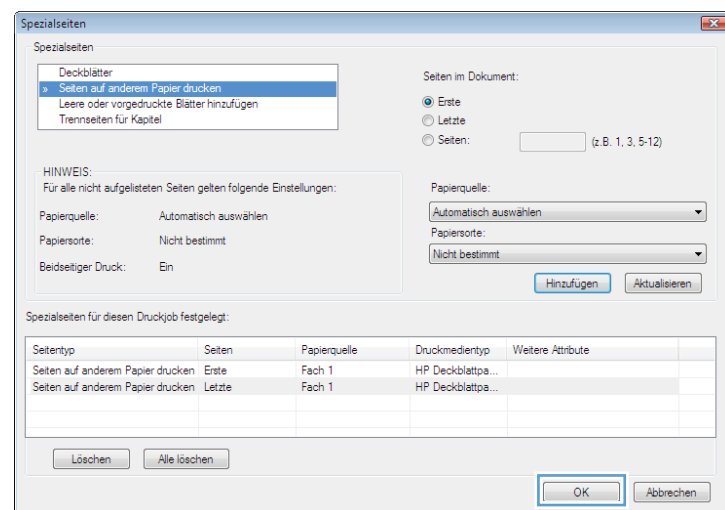 Spezialseiten
Spezialseiten
Deckblätter
» Seiten auf anderem Papier drucken
Leere oder vorgedruckte Blätter hinzufügen
Trennseiten für Kapitel
Seiten im Dokument:
Erste
Letzte
Seiten: (z.B. 1, 3, 5-12)
HINWEIS:
Für alle nicht aufgelisteten Seiten gelten folgende Einstellungen:
Papierquelle: Automatisch auswählen
Papiersorte: Nicht bestimmt
Beidseitiger Druck: Ein
Papierquelle:
Automatisch auswählen
Papiersorte:
Nicht bestimmt
Hinzufügen Aktualisieren
Spezialseiten für diesen Druckjob festgelegt:
Seitentyp Seiten Papierquelle Druckmedientyp Weitere Attribute
Seiten auf anderem Papier drucken Erste Fach 1 HP Deckblattpa...
Seiten auf anderem Papier drucken Letzte Fach 1 HP Deckblattpa...
Löschen Alle löschen
OK Abbrechen